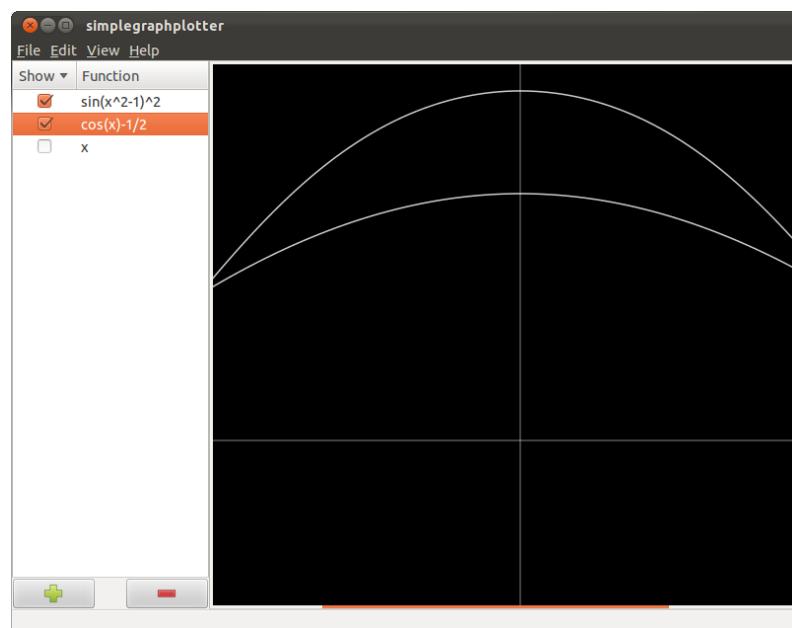 simplegraphplotter
File Edit View Help
Show Function
sin(x^2-1)^2
cos(x)-1/2
x